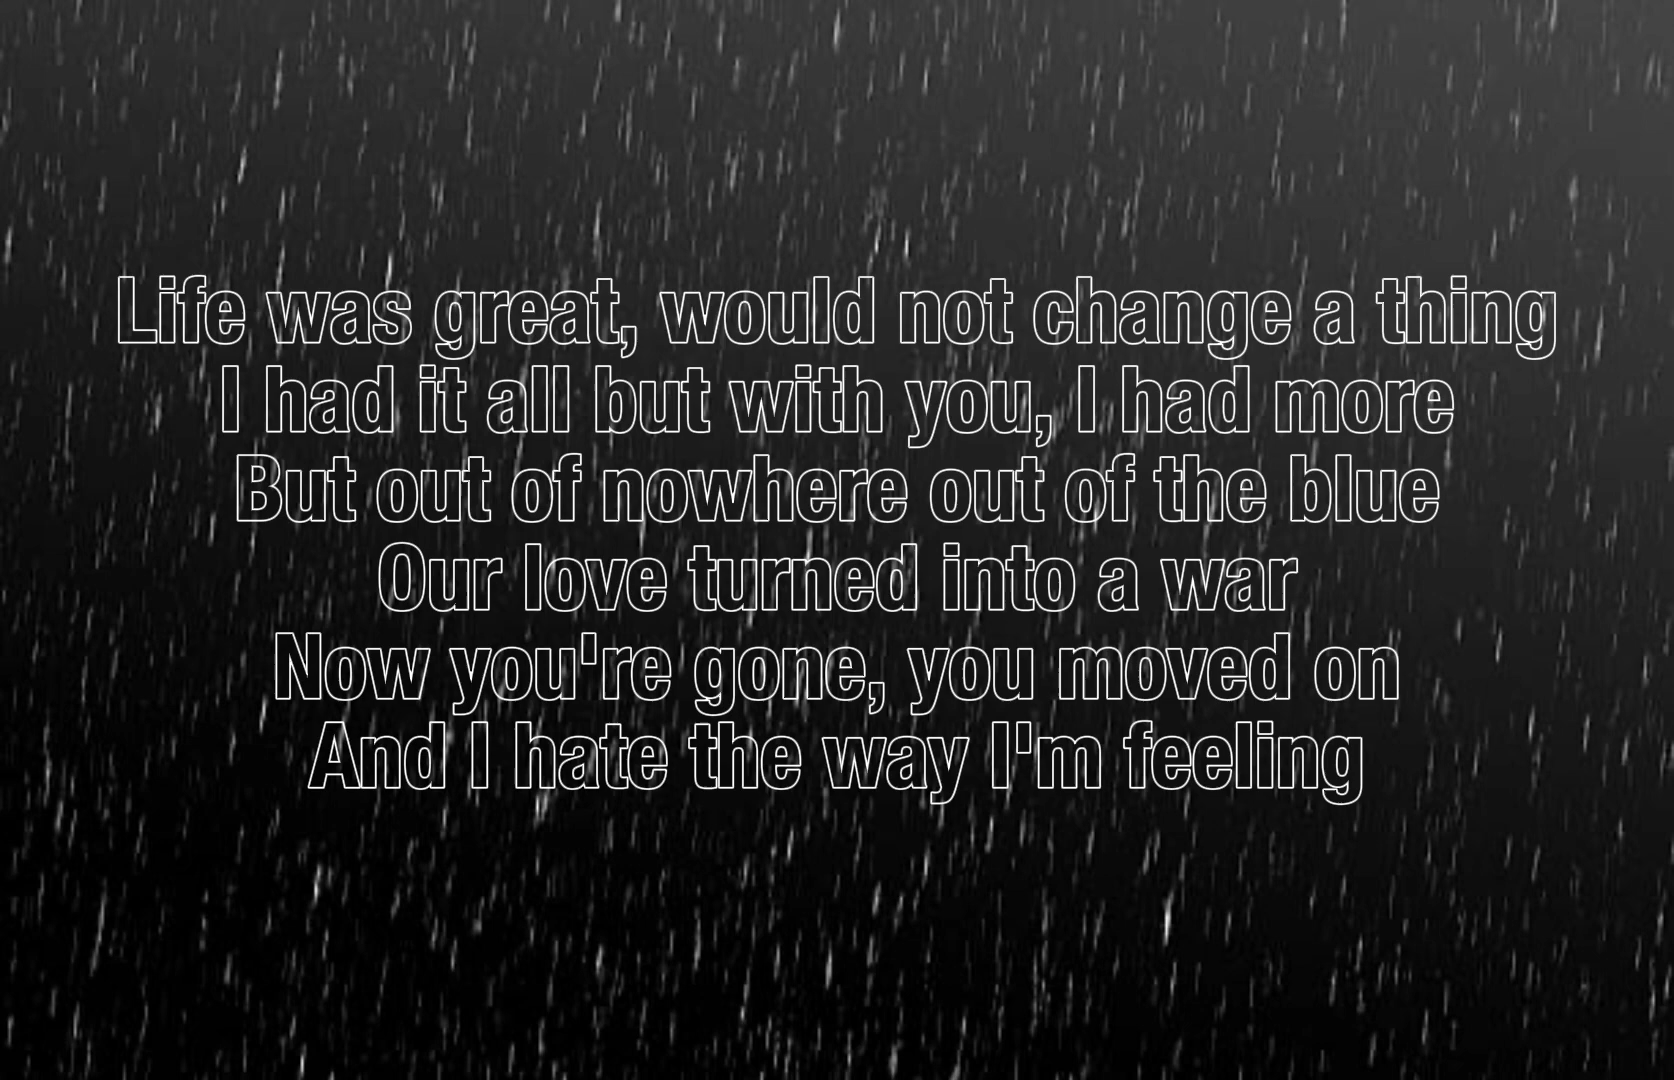 Life was great, would not change a thing
I had it all but with you, I had more
But out of nowhere out of the blue
Our love turned into a war
Now you're gone, you moved on
And I hate the way I'm feeling